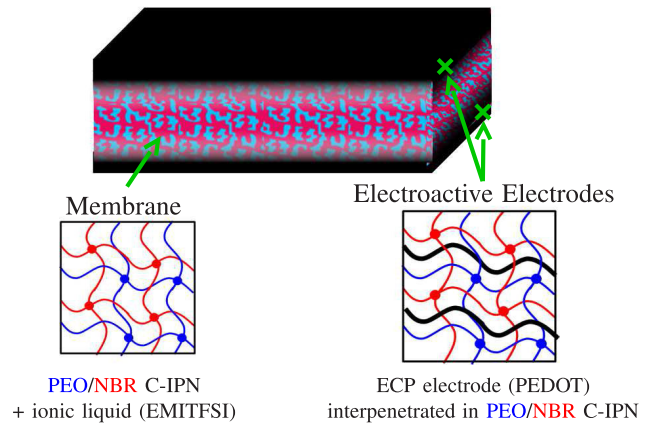 Membrane
Electroactive Electrodes
PEO/NBR C-IPN
+ ionic liquid (EMITFSI)
ECP electrode (PEDOT)
interpenetrated in PEO/NBR C-IPN